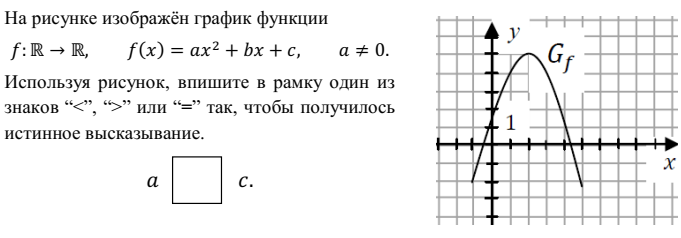 На рисунке изображён график функции
f: ℝ → ℝ, f(x) = ax² + bx + c, a ≠ 0.
Используя рисунок, впишите в рамку один из
знаков “<”, “>” или “=” так, чтобы получилось
истинное высказывание.
a c.
y
G_f
1
x